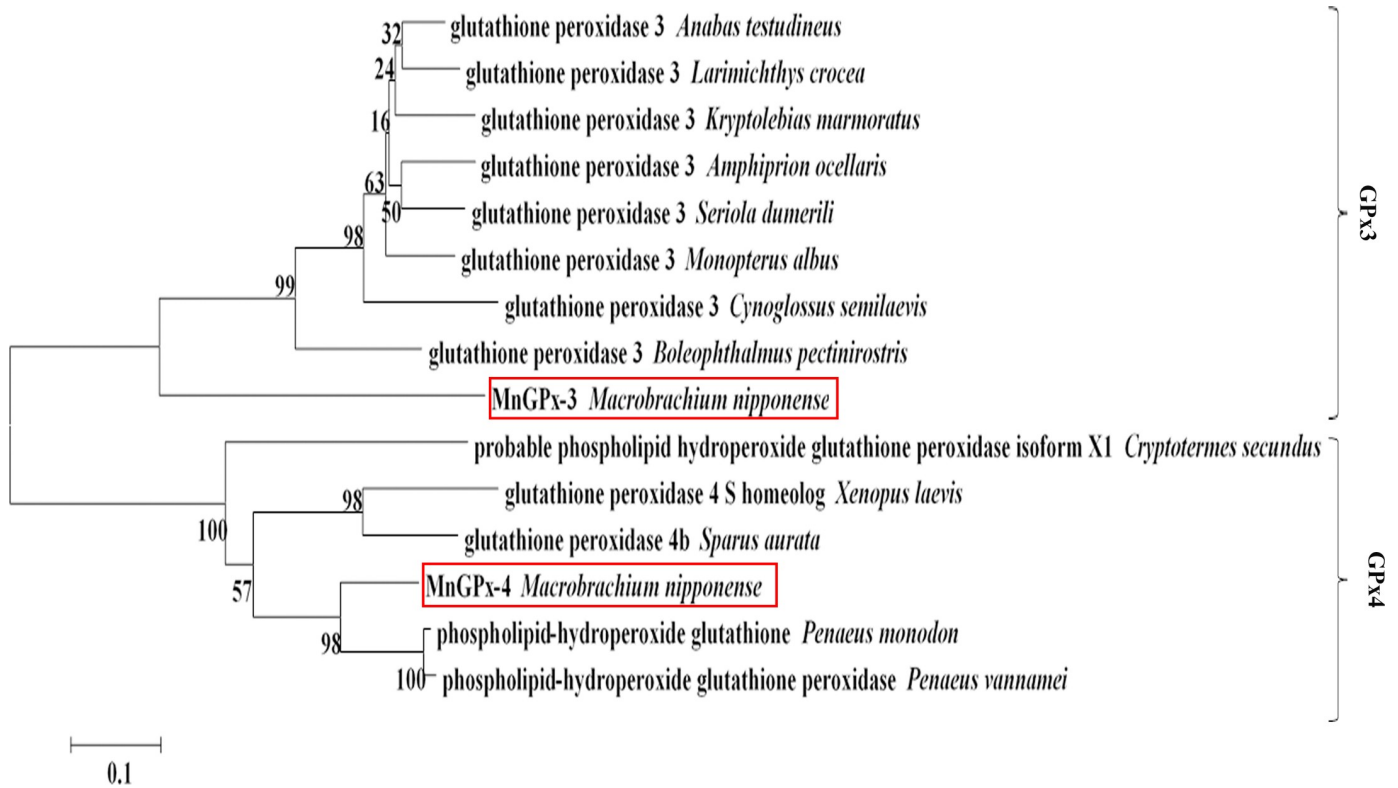 32
glutathione peroxidase 3 Anabas testudineus
24
glutathione peroxidase 3 Larimichthys crocea
16
glutathione peroxidase 3 Kryptolebias marmoratus
63
glutathione peroxidase 3 Amphiprion ocellaris
50
glutathione peroxidase 3 Seriola dumerili
98
glutathione peroxidase 3 Monopterus albus
99
glutathione peroxidase 3 Cynoglossus semilaevis
glutathione peroxidase 3 Boleophthalmus pectinirostris
MnGPx-3 Macrobrachium nipponense
GPx3
probable phospholipid hydroperoxide glutathione peroxidase isoform X1 Cryptotermes secundus
98
glutathione peroxidase 4 S homeolog Xenopus laevis
100
glutathione peroxidase 4b Sparus aurata
57
MnGPx-4 Macrobrachium nipponense
98
phospholipid-hydroperoxide glutathione Penaeus monodon
100
phospholipid-hydroperoxide glutathione peroxidase Penaeus vannamei
GPx4
0.1